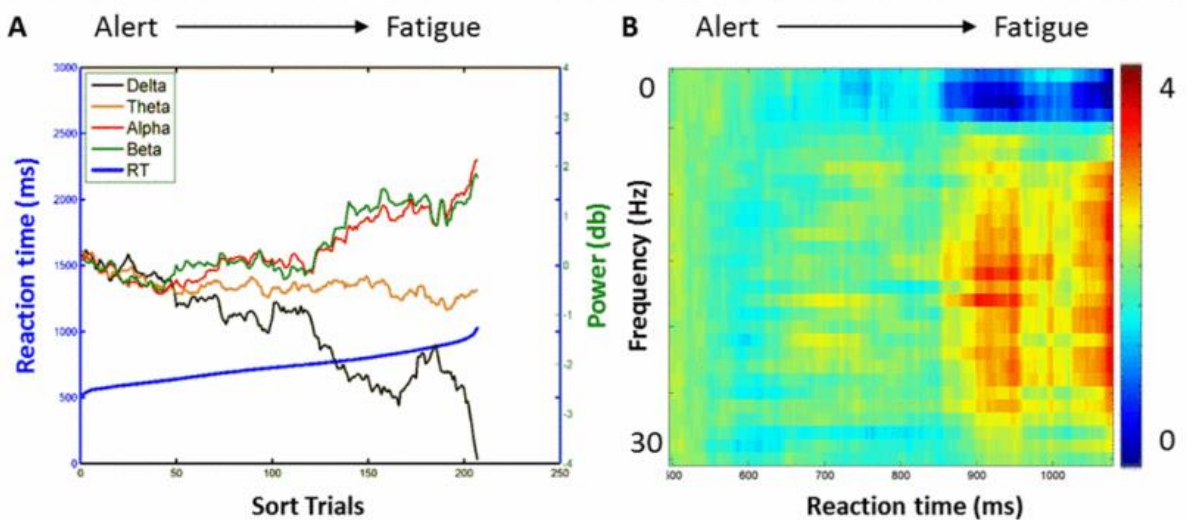 A
Alert
Fatigue
3000
2500
2000
1500
1000
500
0
Reaction time (ms)
Delta
Theta
Alpha
Beta
RT
4
3
2
1
0
-1
-2
-3
-4
Power (db)
0 50 100 150 200 250
Sort Trials
B
Alert
Fatigue
0
30
Frequency (Hz)
600 700 800 900 1000
Reaction time (ms)
4
0